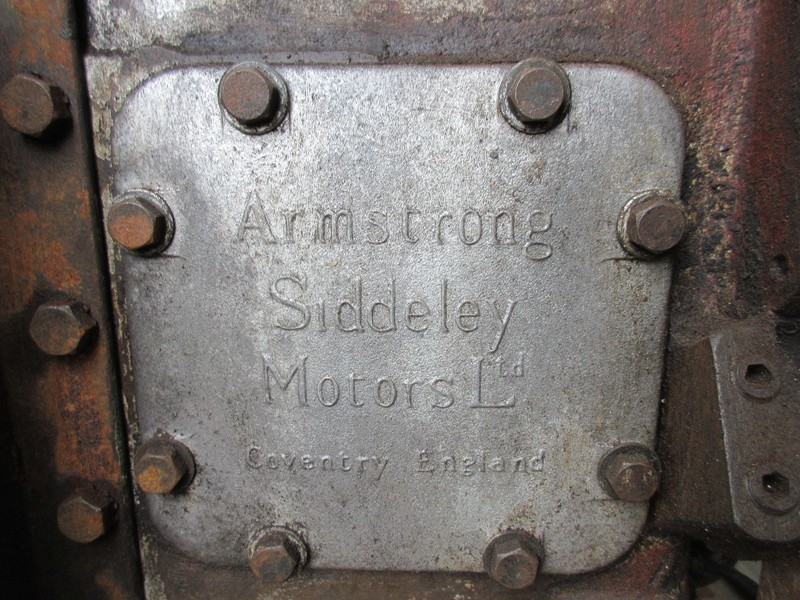 Armstrong
Siddeley
Motors Ltd
Coventry England